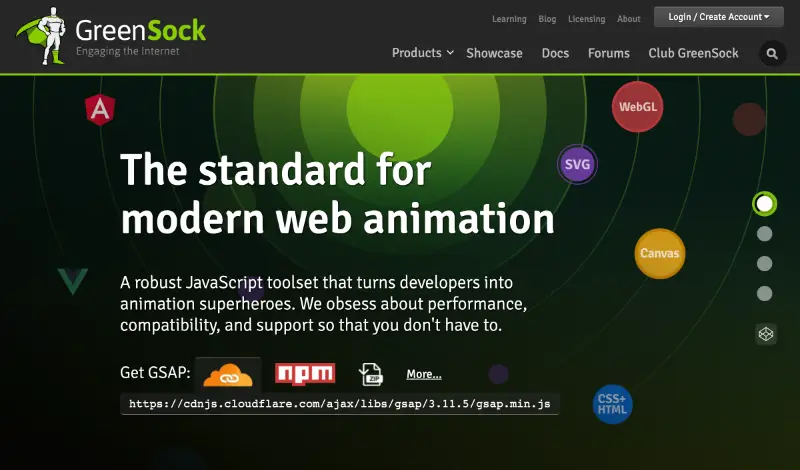 Learning Blog Licensing About Login / Create Account
GreenSock
Engaging the Internet
Products Showcase Docs Forums Club GreenSock
WebGL
SVG
The standard for
modern web animation
Canvas
A robust JavaScript toolset that turns developers into
animation superheroes. We obsess about performance,
compatibility, and support so that you don't have to.
Get GSAP: npm ZIP More...
https://cdnjs.cloudflare.com/ajax/libs/gsap/3.11.5/gsap.min.js
CSS+
HTML